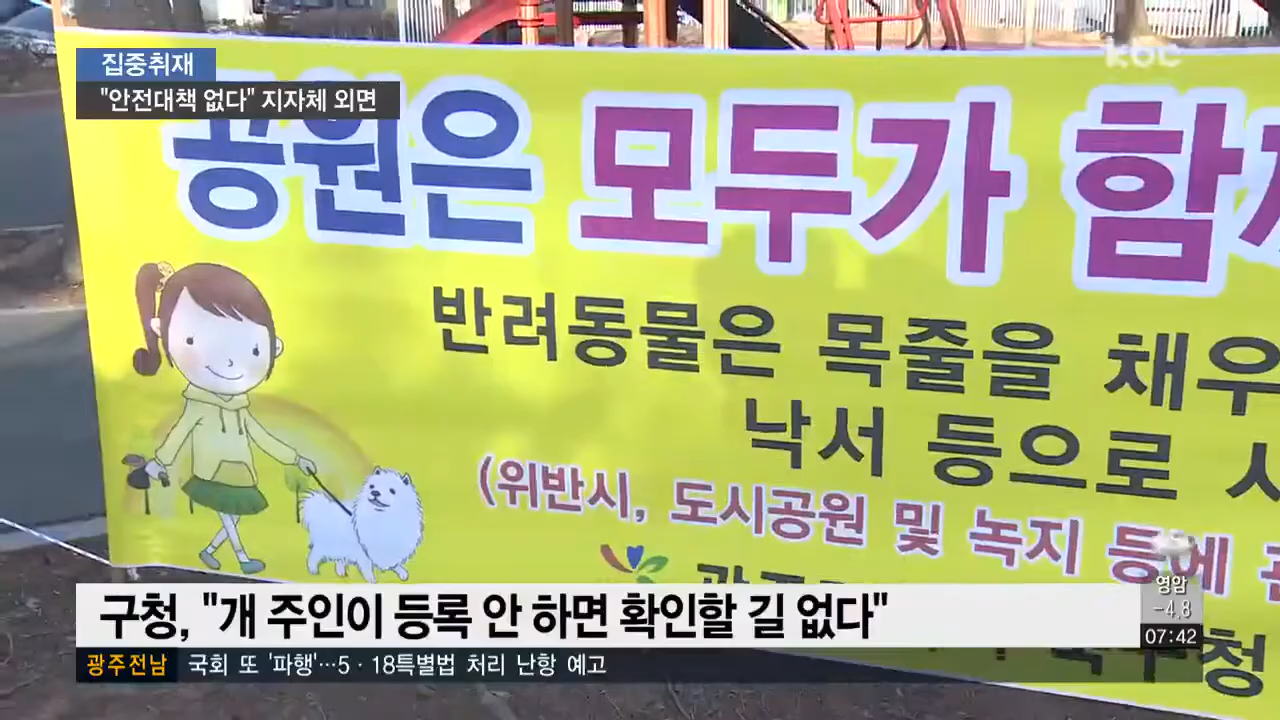 집중취재
"안전대책 없다" 지자체 외면
kbc
공원은 모두가 함께
반려동물은 목줄을 채우
낙서 등으로
(위반시, 도시공원 및 녹지 등에
구청, "개 주인이 등록 안 하면 확인할 길 없다"
영암
-4.8
07:42
광주전남 국회 또 '파행'…5·18특별법 처리 난항 예고